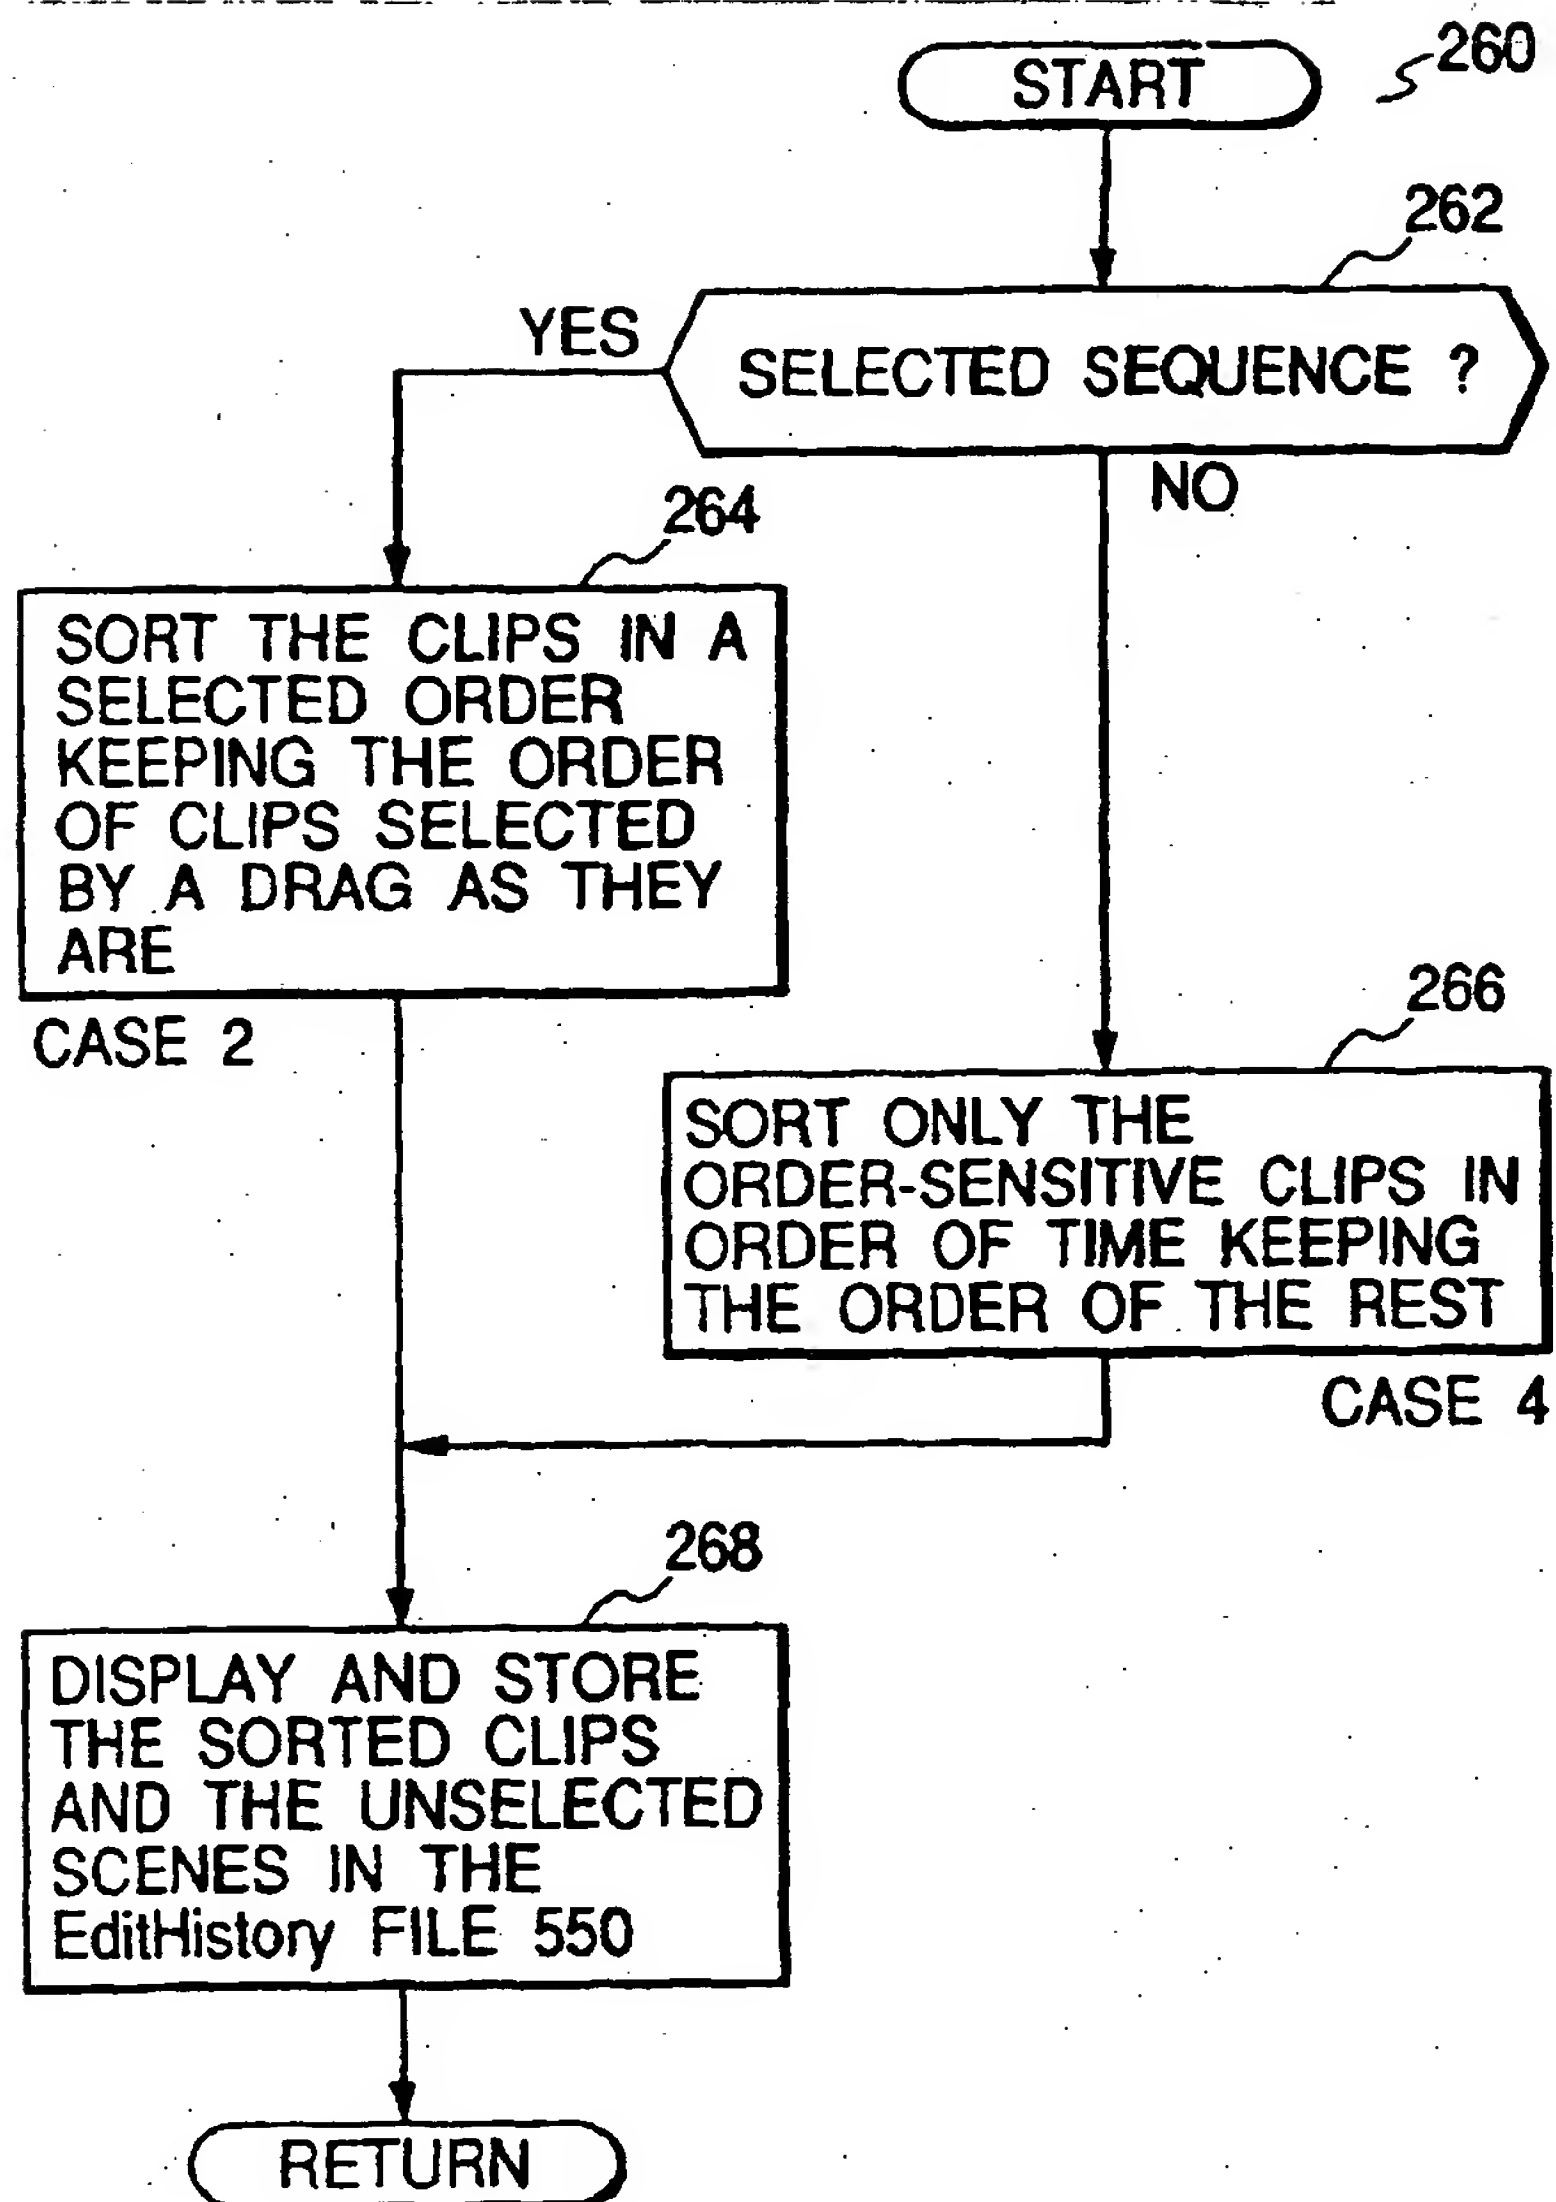 START
260
262
YES
SELECTED SEQUENCE ?
NO
264
SORT THE CLIPS IN A
SELECTED ORDER
KEEPING THE ORDER
OF CLIPS SELECTED
BY A DRAG AS THEY
ARE
CASE 2
266
SORT ONLY THE
ORDER-SENSITIVE CLIPS IN
ORDER OF TIME KEEPING
THE ORDER OF THE REST
CASE 4
268
DISPLAY AND STORE
THE SORTED CLIPS
AND THE UNSELECTED
SCENES IN THE
EditHistory FILE 550
RETURN